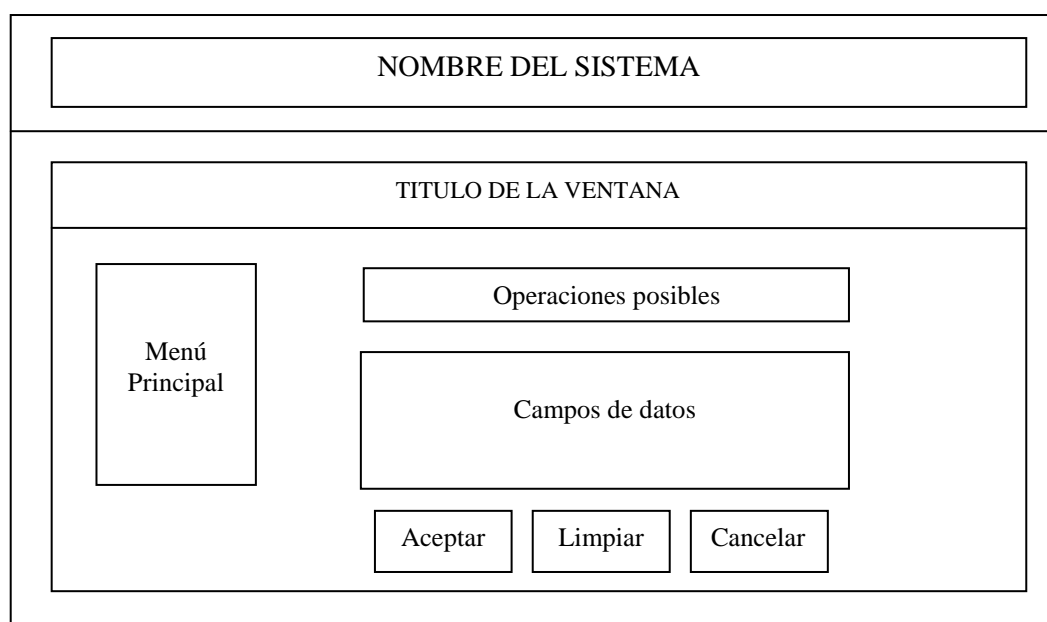 NOMBRE DEL SISTEMA
TITULO DE LA VENTANA
Menú
Principal
Operaciones posibles
Campos de datos
Aceptar
Limpiar
Cancelar